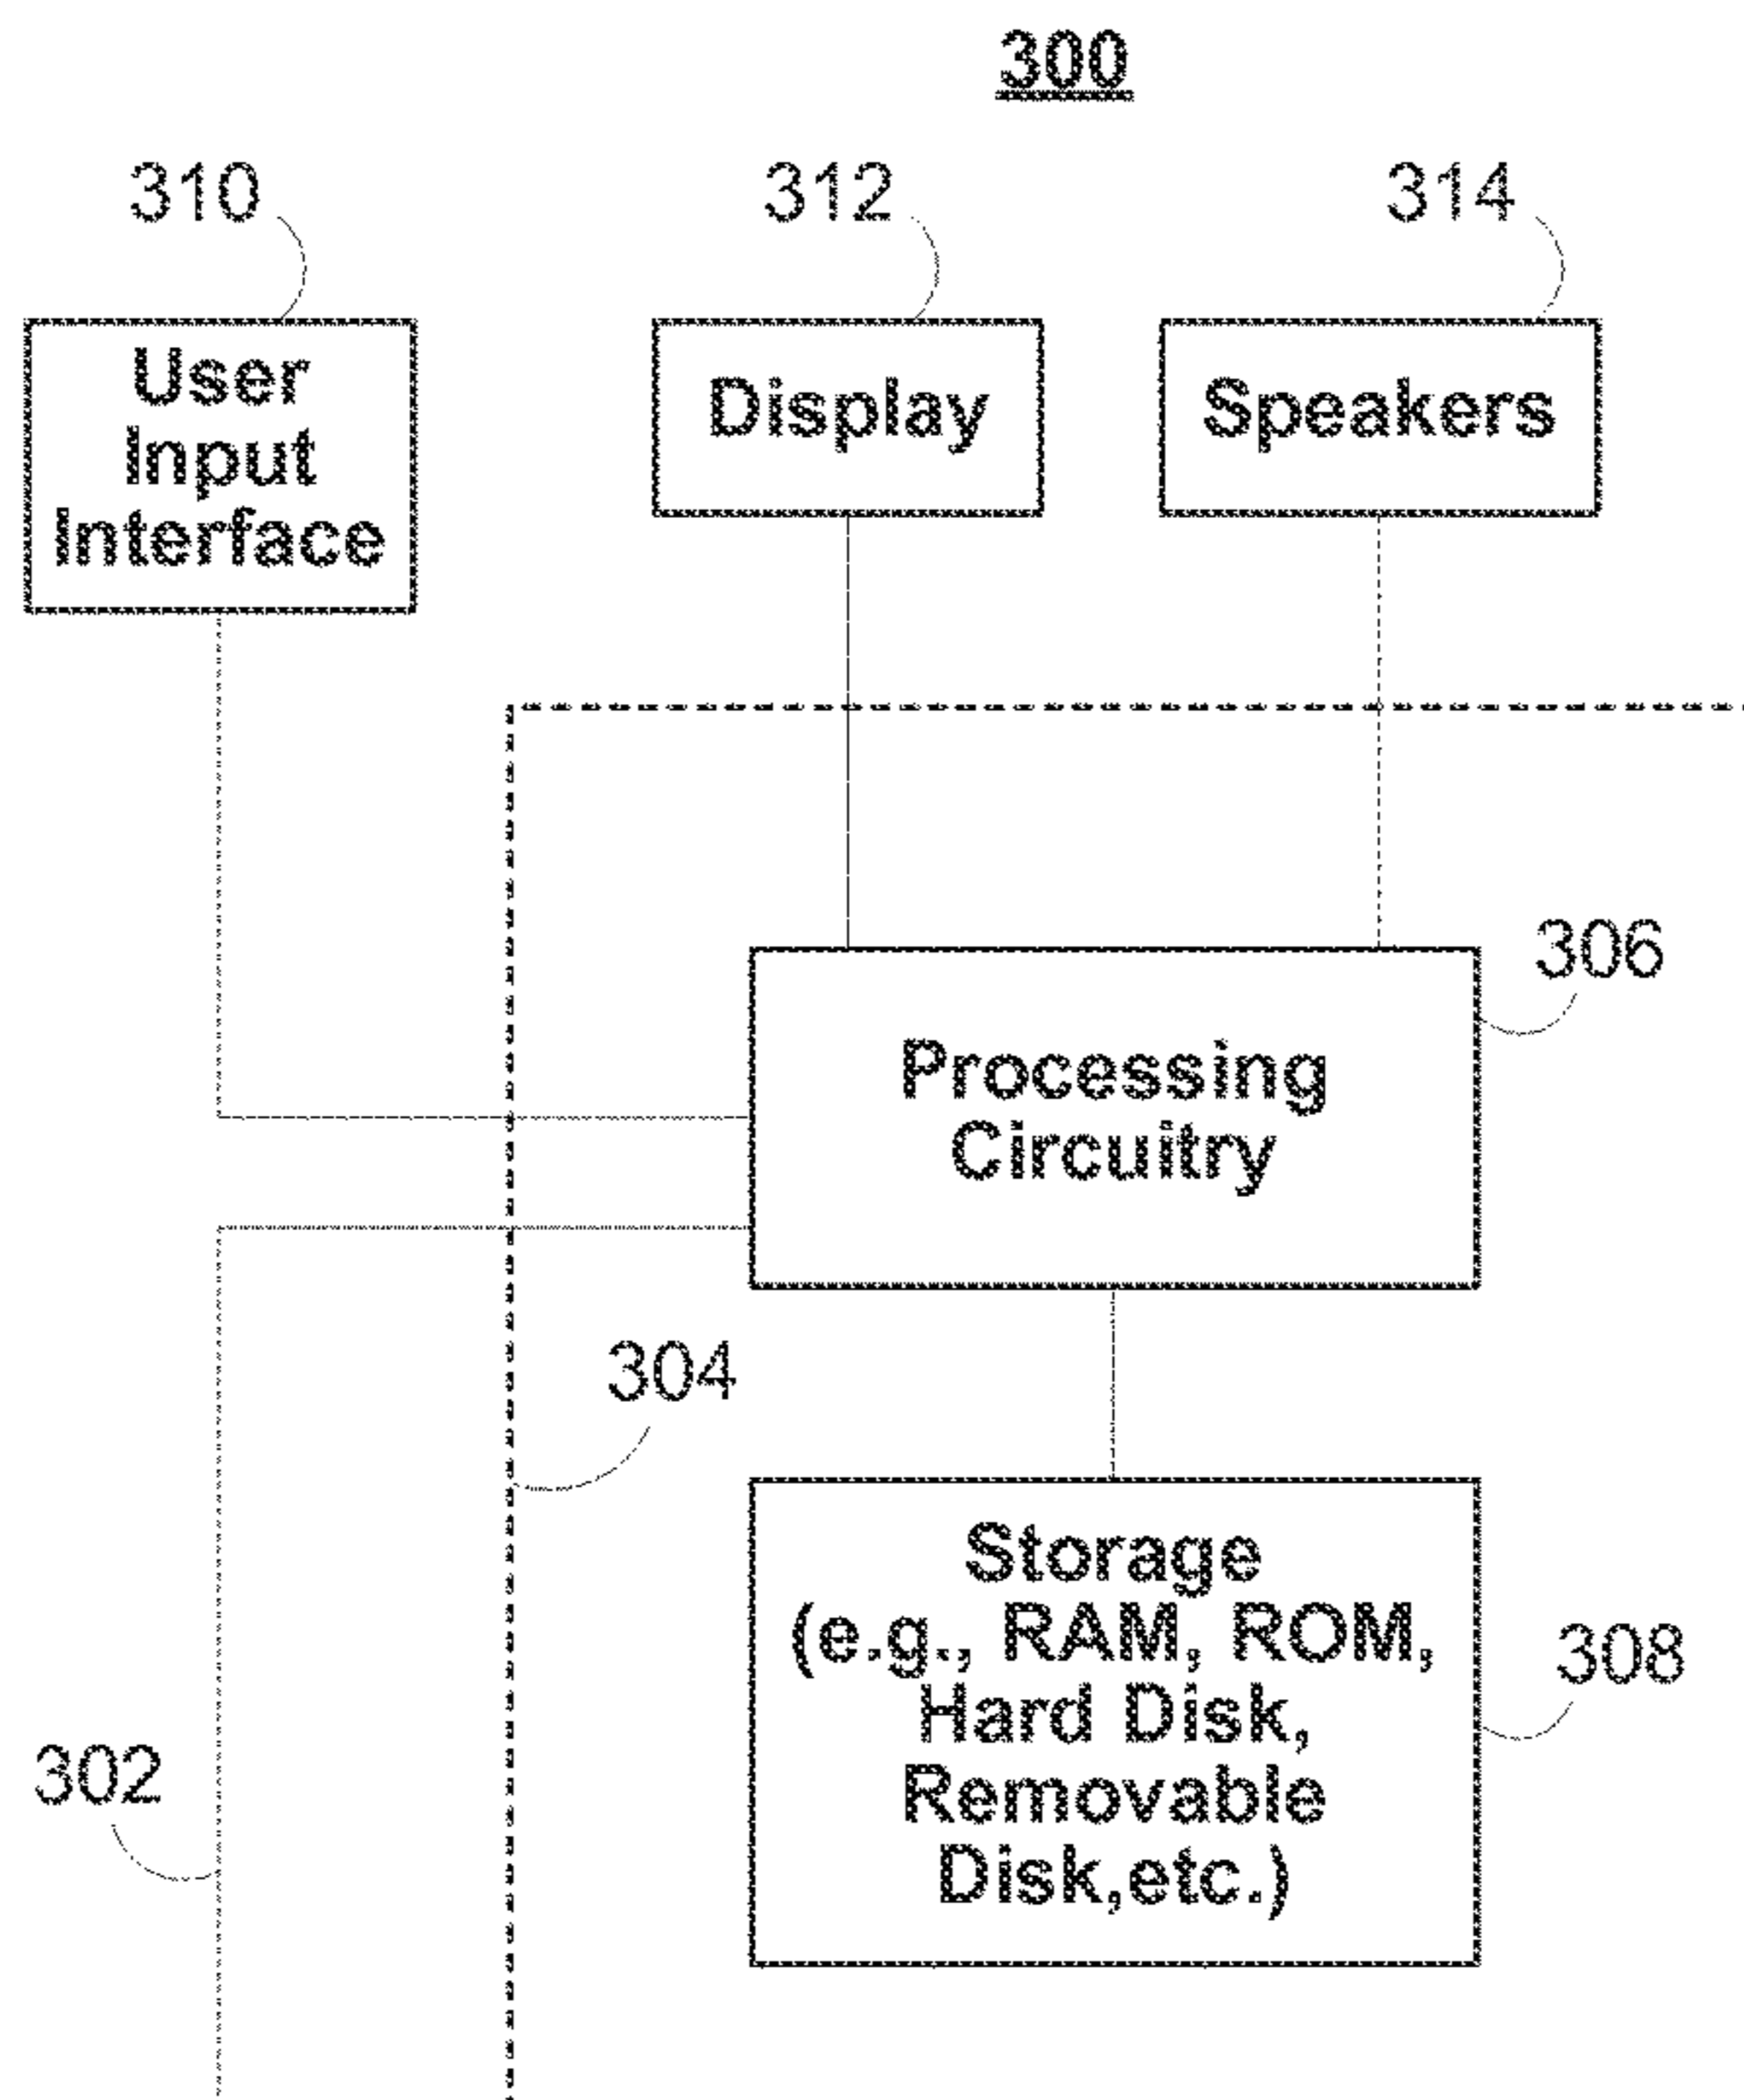 300
310
312
314
User
Input
Interface
Display
Speakers
306
Processing
Circuitry
304
Storage
(e.g., RAM, ROM,
Hard Disk,
Removable
Disk,etc.)
308
302